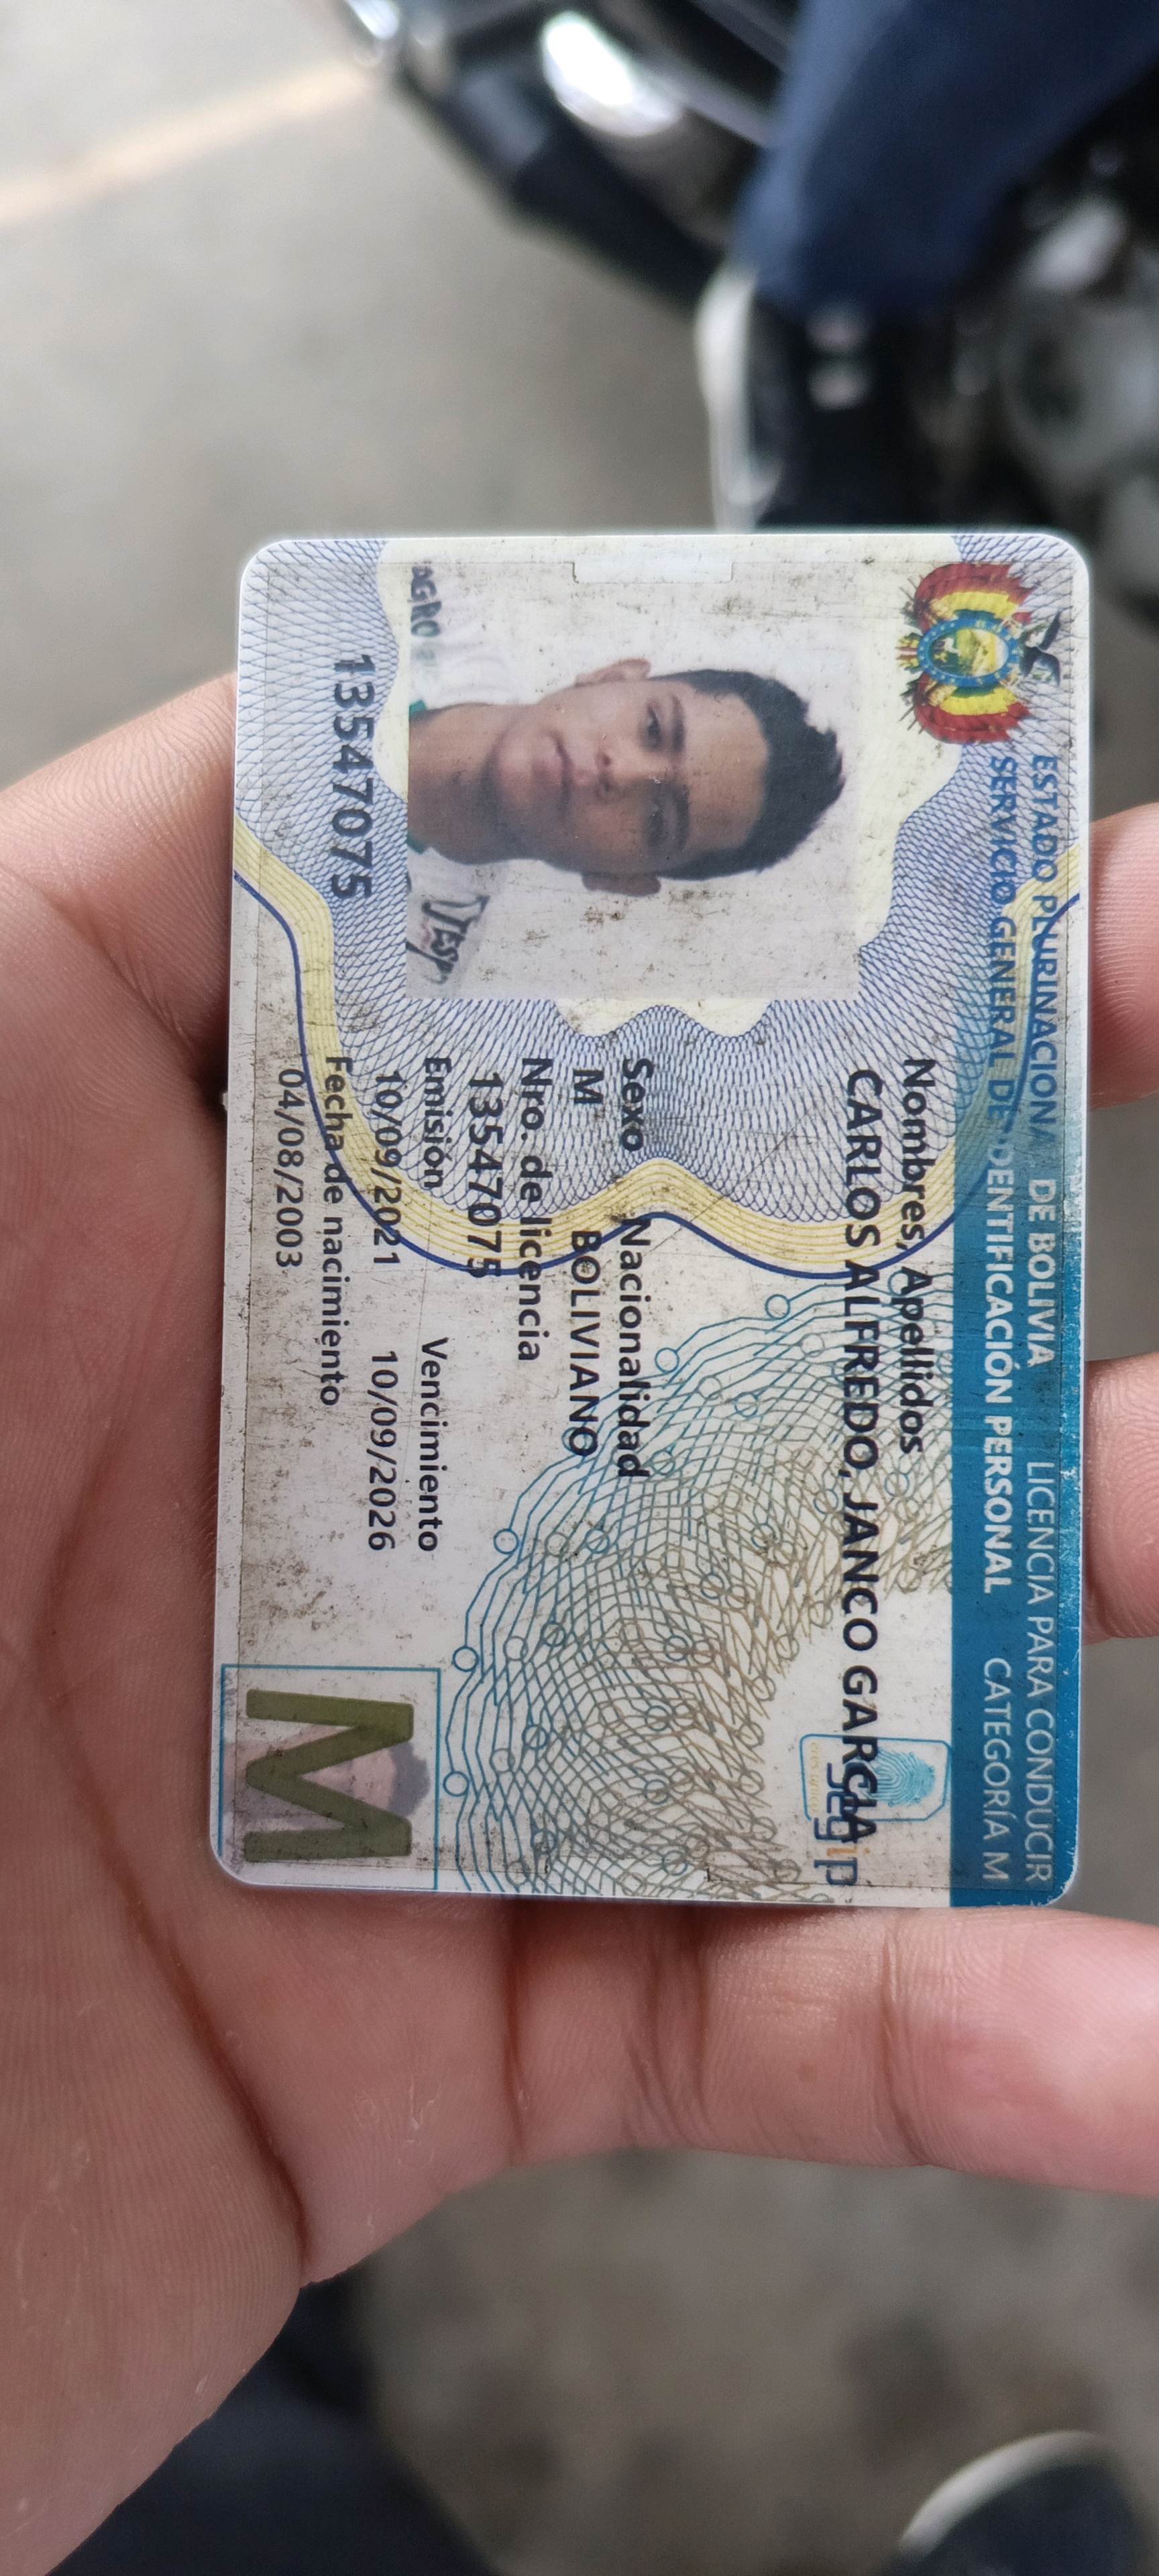 ESTADO PLURINACIONAL DE BOLIVIA LICENCIA PARA CONDUCIR
SERVICIO GENERAL DE IDENTIFICACIÓN PERSONAL CATEGORÍA M
Nombres, Apellidos
CARLOS ALFREDO, JANCO GARCIA
segip
Sexo Nacionalidad
M BOLIVIANO
Nro. de licencia
13547075
Emisión Vencimiento
10/09/2021 10/09/2026
Fecha de nacimiento
04/08/2003
13547075
M
AGRO